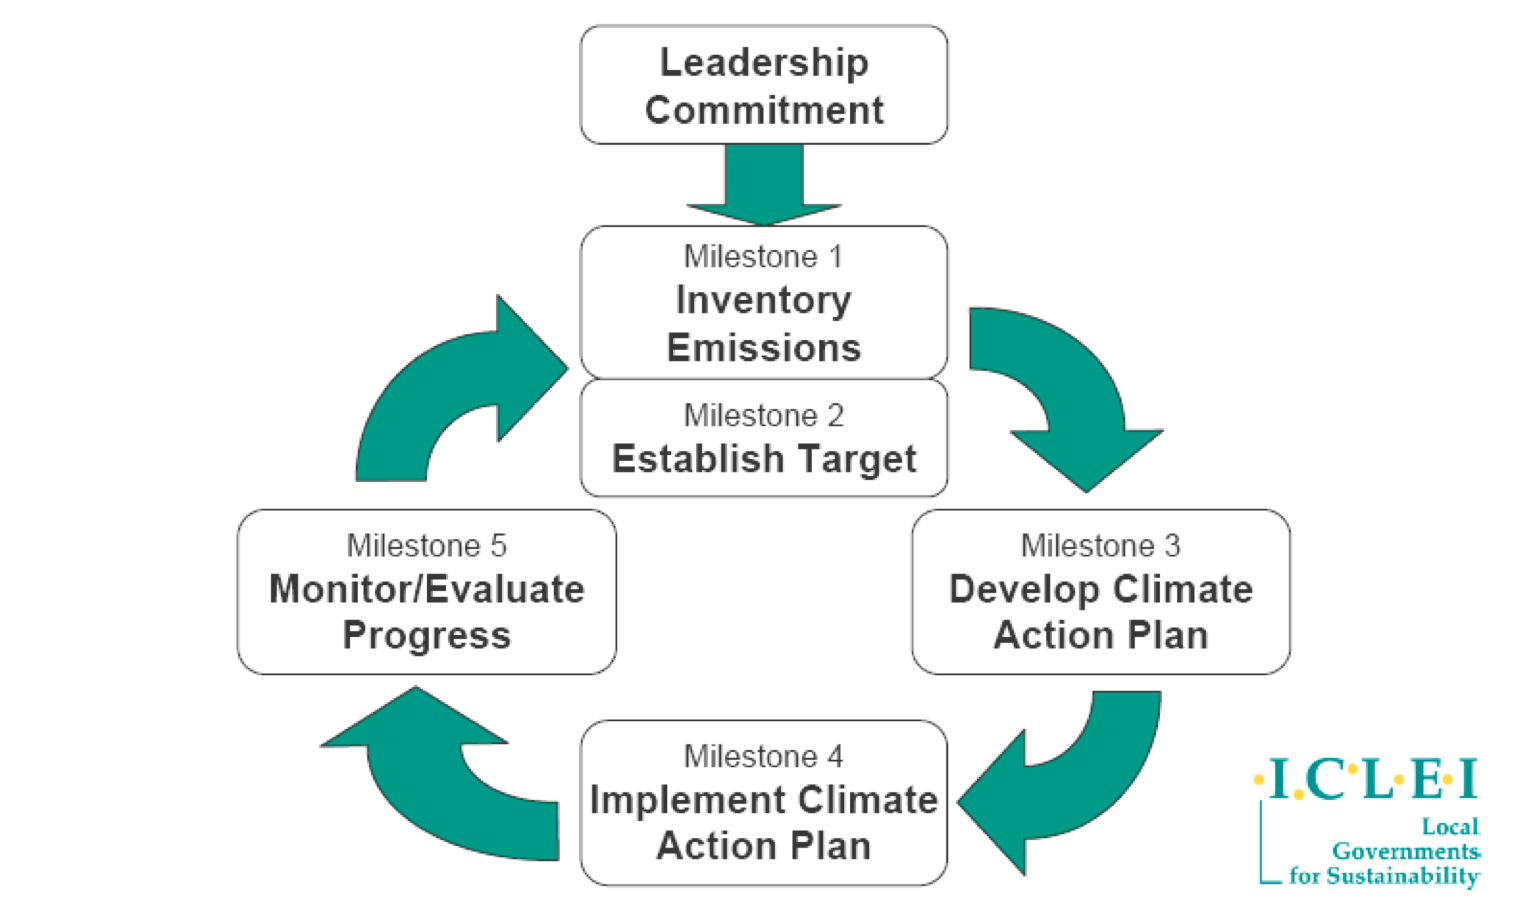 Leadership
Commitment
Milestone 1
Inventory
Emissions
Milestone 2
Establish Target
Milestone 3
Develop Climate
Action Plan
Milestone 4
Implement Climate
Action Plan
Milestone 5
Monitor/Evaluate
Progress
·I.C·L·E·I
Local
Governments
for Sustainability